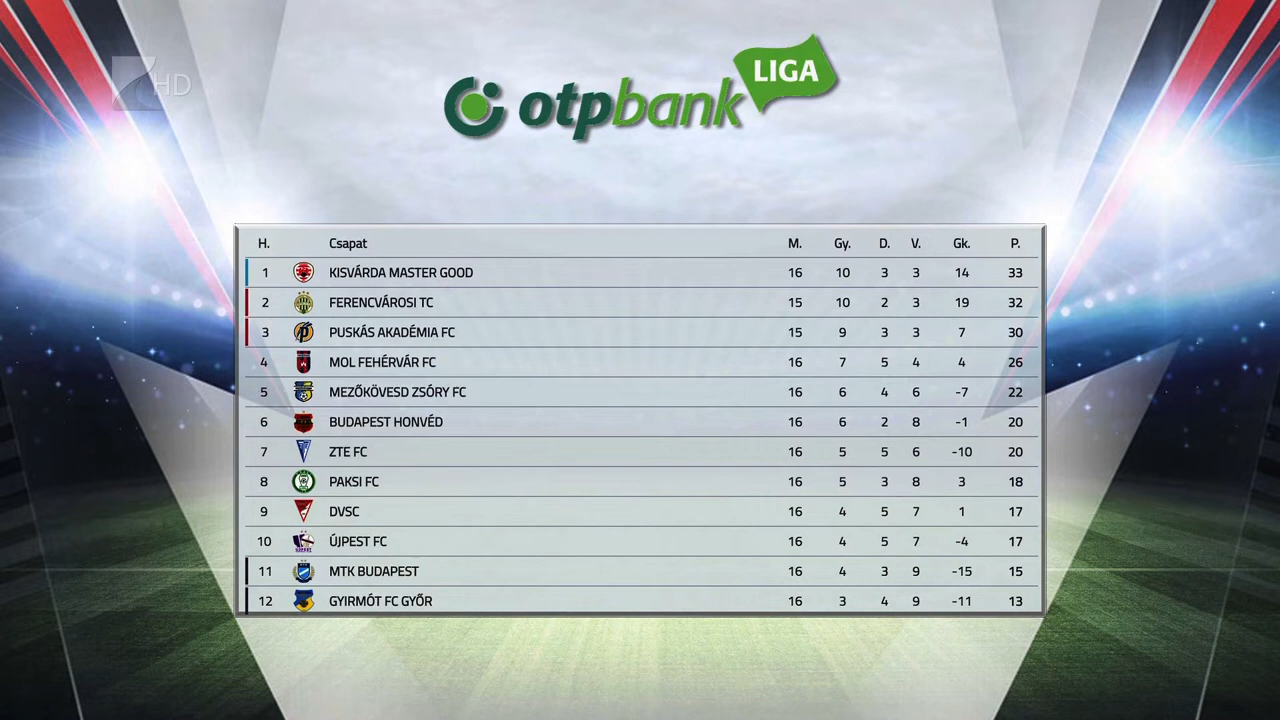 HD
otpbank LIGA
H. Csapat M. Gy. D. V. Gk. P.
1 KISVÁRDA MASTER GOOD 16 10 3 3 14 33
2 FERENCVÁROSI TC 15 10 2 3 19 32
3 PUSKÁS AKADÉMIA FC 15 9 3 3 7 30
4 MOL FEHÉRVÁR FC 16 7 5 4 4 26
5 MEZŐKÖVESD ZSÓRY FC 16 6 4 6 -7 22
6 BUDAPEST HONVÉD 16 6 2 8 -1 20
7 ZTE FC 16 5 5 6 -10 20
8 PAKSI FC 16 5 3 8 3 18
9 DVSC 16 4 5 7 1 17
10 ÚJPEST FC 16 4 5 7 -4 17
11 MTK BUDAPEST 16 4 3 9 -15 15
12 GYIRMÓT FC GYŐR 16 3 4 9 -11 13